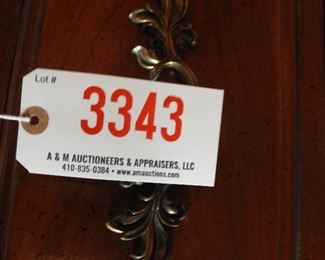 Lot #
3343
A & M AUCTIONEERS & APPRAISERS, LLC
410-835-0384 • www.amauctions.com